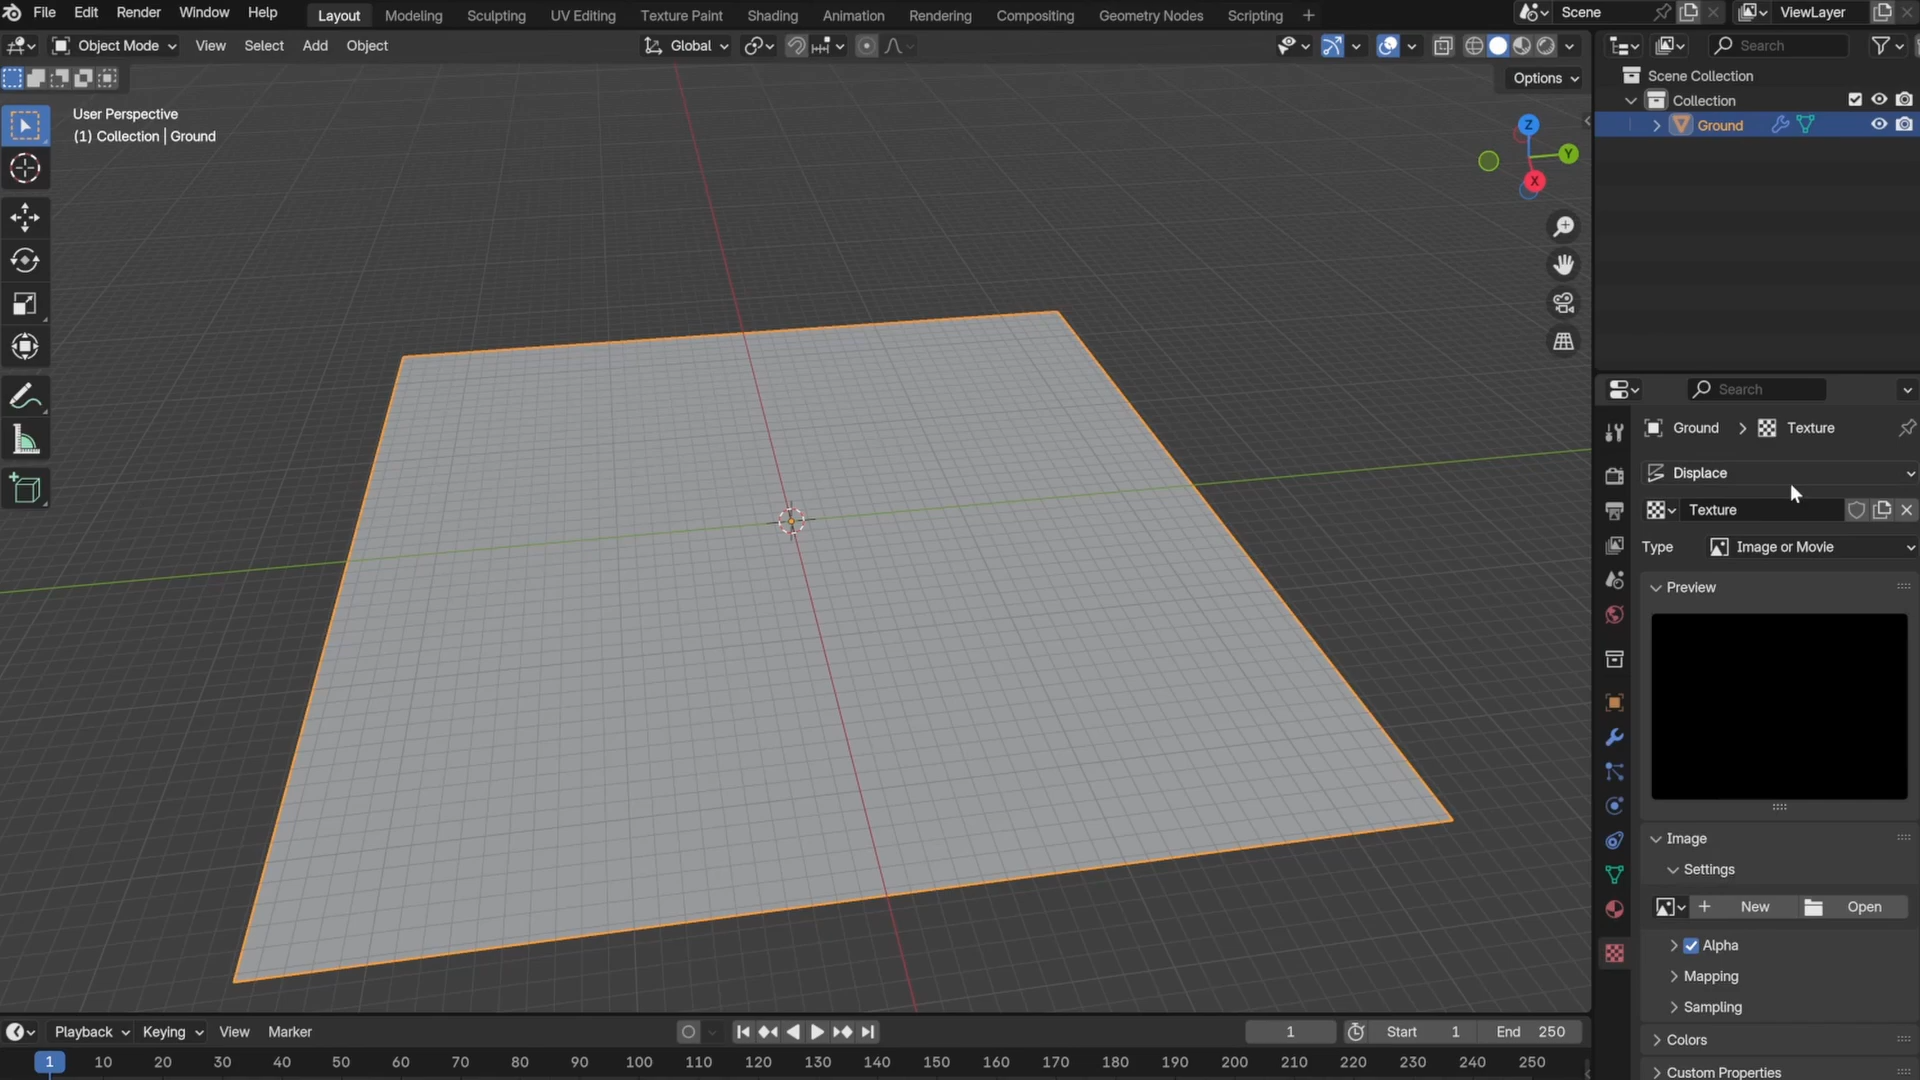 File Edit Render Window Help Layout Modeling Sculpting UV Editing Texture Paint Shading Animation Rendering Compositing Geometry Nodes Scripting + Scene ViewLayer
Object Mode View Select Add Object Global Search
Options
User Perspective
(1) Collection | Ground
Z
Y
X
Scene Collection
Collection
Ground
Search
Ground > Texture
Displace
Texture
Type Image or Movie
Preview
Image
Settings
+ New Open
Alpha
Mapping
Sampling
Colors
Custom Properties
Playback Keying View Marker 1 Start 1 End 250
1 10 20 30 40 50 60 70 80 90 100 110 120 130 140 150 160 170 180 190 200 210 220 230 240 250